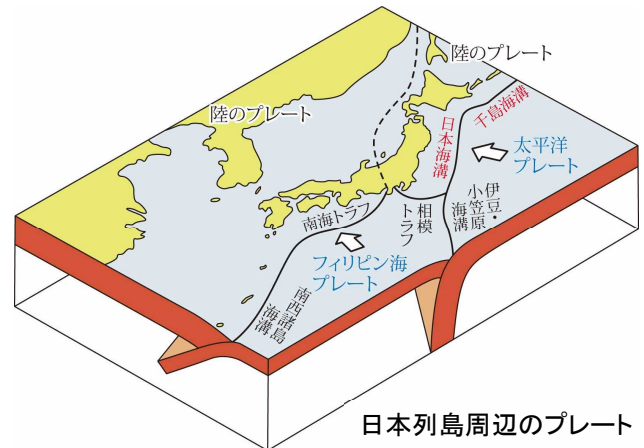 陸のプレート
陸のプレート
千島海溝
日本海溝
太平洋
プレート
伊豆・
小笠原
海溝
相模
トラフ
南海トラフ
フィリピン海
プレート
南西諸島
海溝
日本列島周辺のプレート